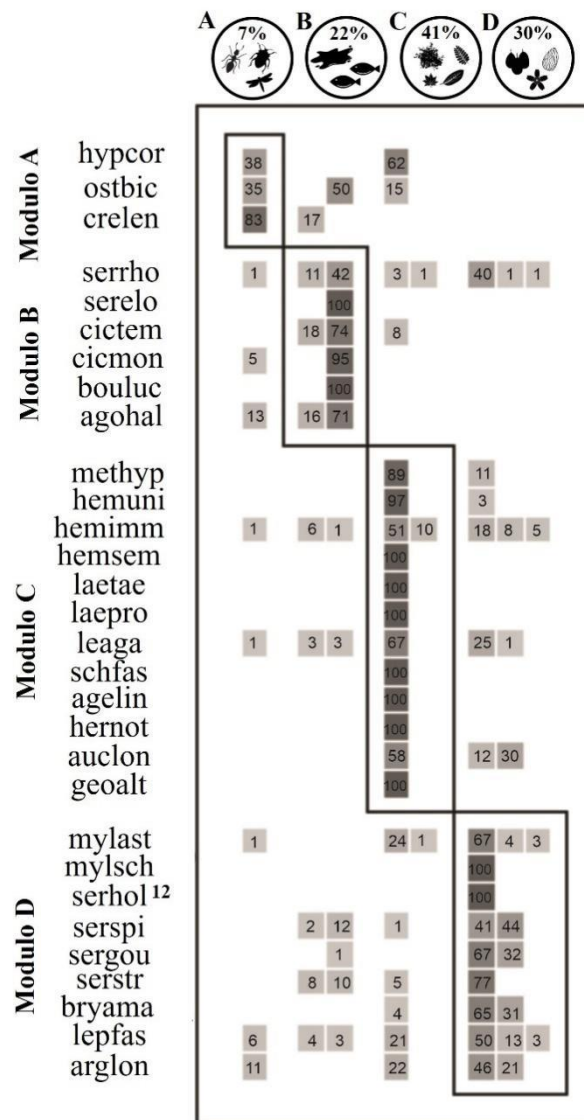 A B C D
7% 22% 41% 30%
Modulo A
hypcor 38 62
ostbic 35 50 15
crelen 83 17
Modulo B
serrho 1 11 42 3 1 40 1 1
serelo 100
cictem 18 74 8
cicmon 5 95
bouluc 100
agohal 13 16 71
Modulo C
methyp 89 11
hemuni 97 3
hemimm 1 6 1 51 10 18 8 5
hemsem 100
laetae 100
laepro 100
leaga 1 3 3 67 25 1
schfas 100
agelin 100
hernot 100
auclon 58 12 30
geoalt 100
Modulo D
mylast 1 24 1 67 4 3
mylsch 100
serhol 12 100
serspi 2 12 1 41 44
sergou 1 67 32
serstr 8 10 5 77
bryama 4 65 31
lepfas 6 4 3 21 50 13 3
arglon 11 22 46 21